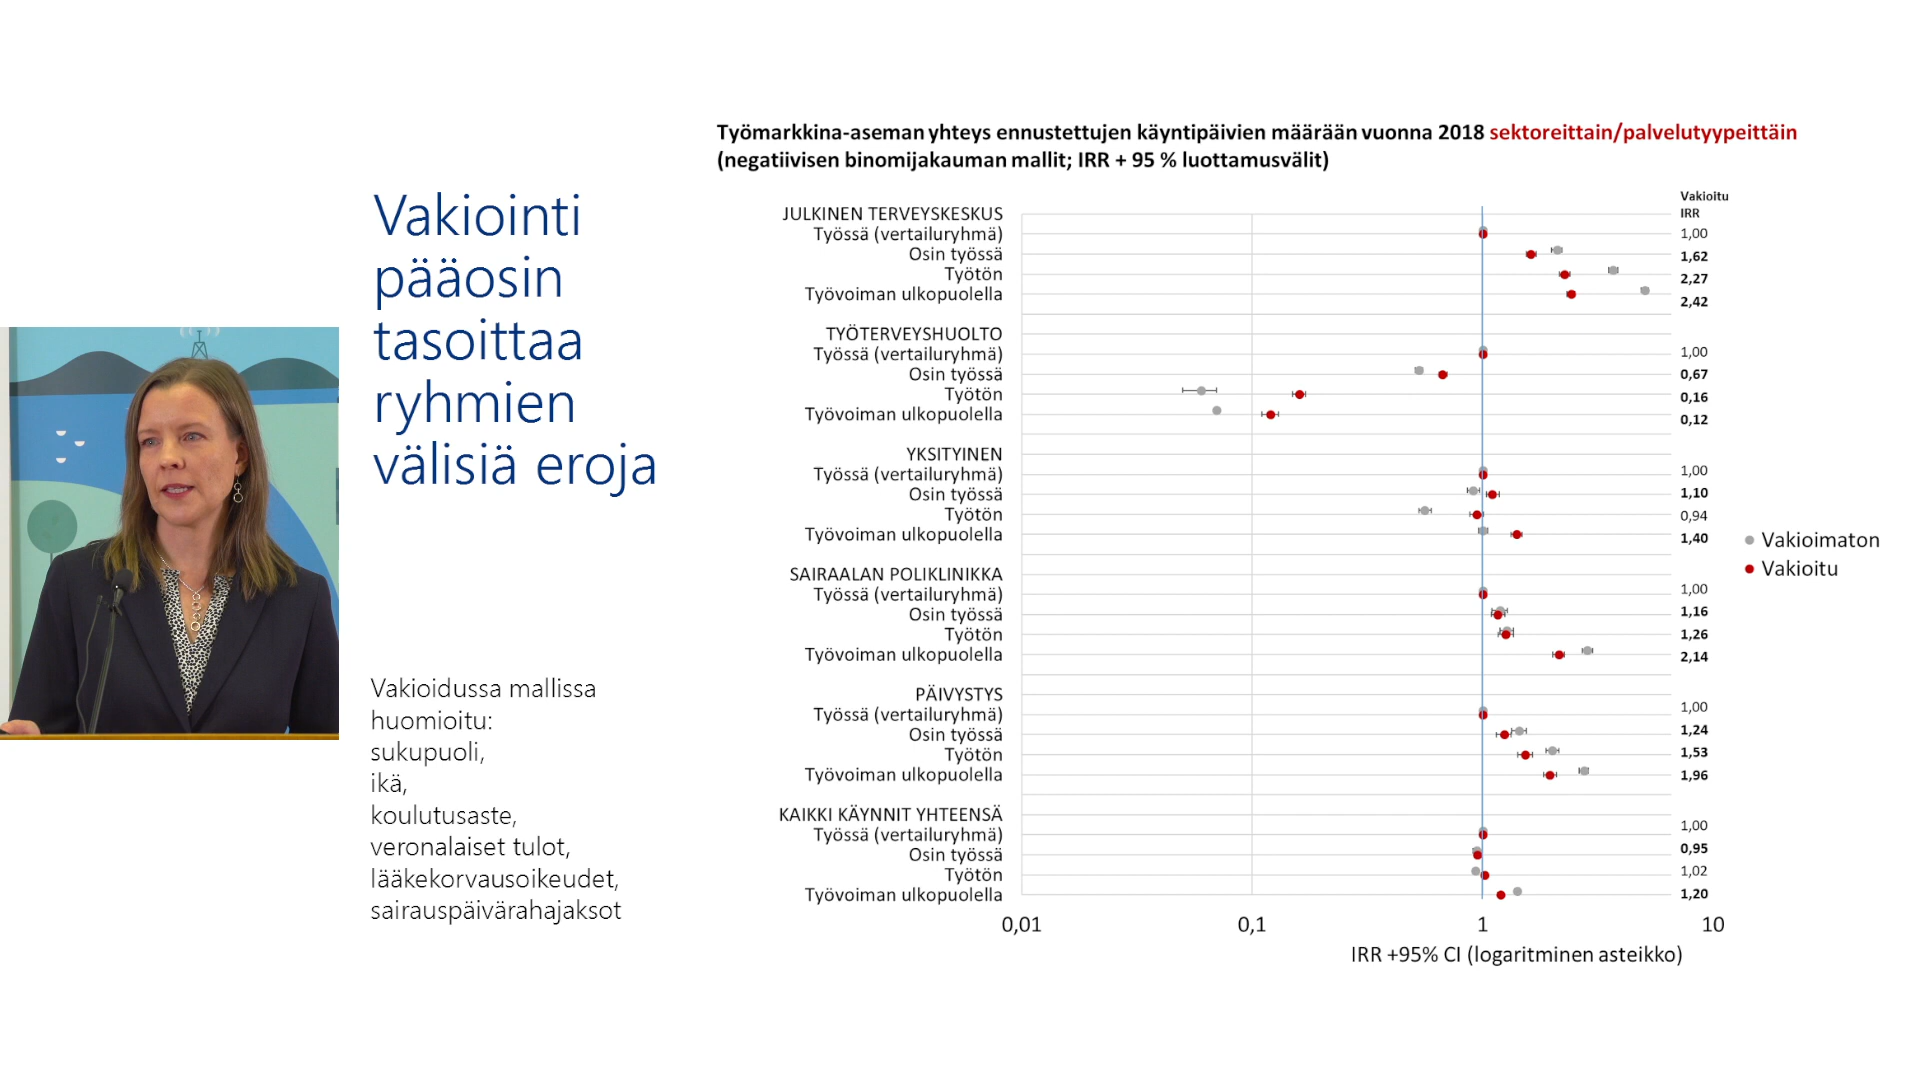 Työmarkkina-aseman yhteys ennustettujen käyntipäivien määrään vuonna 2018 sektoreittain/palvelutyypeittäin
(negatiivisen binomijakauman mallit; IRR + 95 % luottamusvälit)
Vakiointi
pääosin
tasoittaa
ryhmien
välisiä eroja
Vakioidussa mallissa
huomioitu:
sukupuoli,
ikä,
koulutusaste,
veronalaiset tulot,
lääkekorvausoikeudet,
sairauspäivärahajaksot
Vakioitu
IRR
JULKINEN TERVEYSKESKUS
Työssä (vertailuryhmä) 1,00
Osin työssä 1,62
Työtön 2,27
Työvoiman ulkopuolella 2,42
TYÖTERVEYSHUOLTO
Työssä (vertailuryhmä) 1,00
Osin työssä 0,67
Työtön 0,16
Työvoiman ulkopuolella 0,12
YKSITYINEN
Työssä (vertailuryhmä) 1,00
Osin työssä 1,10
Työtön 0,94
Työvoiman ulkopuolella 1,40
SAIRAALAN POLIKLINIKKA
Työssä (vertailuryhmä) 1,00
Osin työssä 1,16
Työtön 1,26
Työvoiman ulkopuolella 2,14
PÄIVYSTYS
Työssä (vertailuryhmä) 1,00
Osin työssä 1,24
Työtön 1,53
Työvoiman ulkopuolella 1,96
KAIKKI KÄYNNIT YHTEENSÄ
Työssä (vertailuryhmä) 1,00
Osin työssä 0,95
Työtön 1,02
Työvoiman ulkopuolella 1,20
0,01 0,1 1 10
IRR +95% CI (logaritminen asteikko)
Vakioimaton
Vakioitu